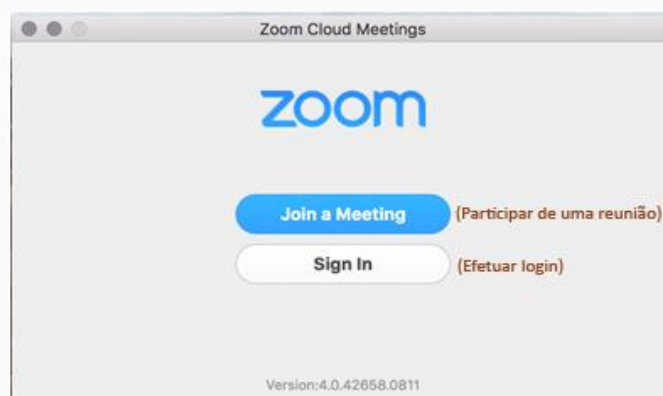 Zoom Cloud Meetings
zoom
Join a Meeting (Participar de uma reunião)
Sign In (Efetuar login)
Version:4.0.42658.0811